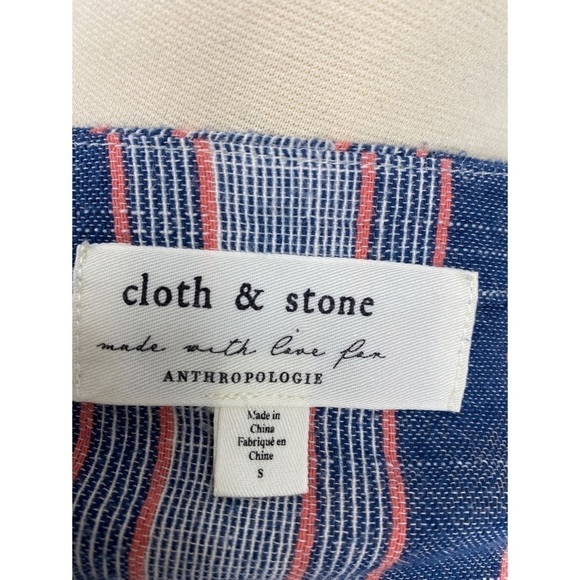 cloth & stone
made with love for
ANTHROPOLOGIE
Made in
China
Fabriqué en
Chine
S